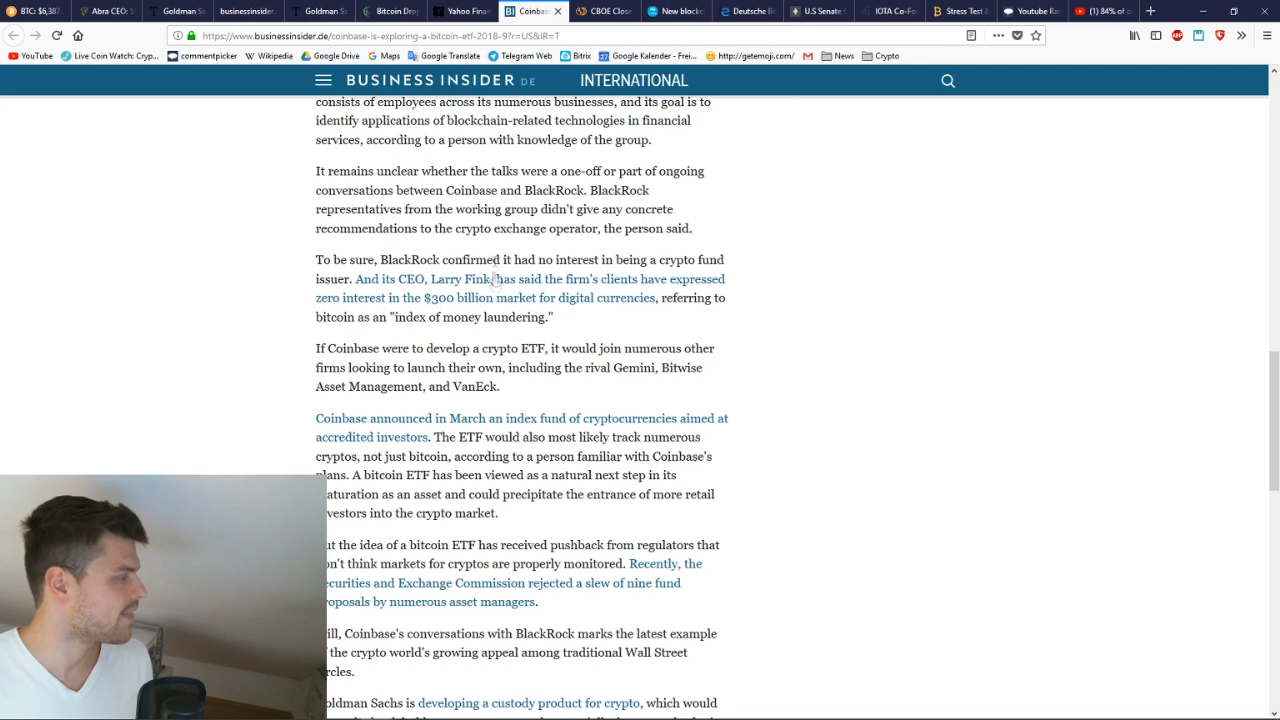 BTC: $6,387.
Abra CEO: S
Goldman Sa
businessinsider.
Goldman Sa
Bitcoin Drop
Yahoo Finan
Coinbas
CBOE Close
New blockc
Deutsche Bö
U.S Senate C
IOTA Co-Fou
Stress Test A
Youtube Ran
(1) 84% of o
https://www.businessinsider.de/coinbase-is-exploring-a-bitcoin-etf-2018-9?r=US&IR=T
YouTube Live Coin Watch: Cryp... commentpicker Wikipedia Google Drive Maps Google Translate Telegram Web Bitrix Google Kalender - Frei... http://getemoji.com/ News Crypto
BUSINESS INSIDER DE INTERNATIONAL
consists of employees across its numerous businesses, and its goal is to
identify applications of blockchain-related technologies in financial
services, according to a person with knowledge of the group.
It remains unclear whether the talks were a one-off or part of ongoing
conversations between Coinbase and BlackRock. BlackRock
representatives from the working group didn't give any concrete
recommendations to the crypto exchange operator, the person said.
To be sure, BlackRock confirmed it had no interest in being a crypto fund
issuer. And its CEO, Larry Fink has said the firm's clients have expressed
zero interest in the $300 billion market for digital currencies, referring to
bitcoin as an "index of money laundering."
If Coinbase were to develop a crypto ETF, it would join numerous other
firms looking to launch their own, including the rival Gemini, Bitwise
Asset Management, and VanEck.
Coinbase announced in March an index fund of cryptocurrencies aimed at
accredited investors. The ETF would also most likely track numerous
cryptos, not just bitcoin, according to a person familiar with Coinbase's
plans. A bitcoin ETF has been viewed as a natural next step in its
maturation as an asset and could precipitate the entrance of more retail
investors into the crypto market.
ut the idea of a bitcoin ETF has received pushback from regulators that
on't think markets for cryptos are properly monitored. Recently, the
ecurities and Exchange Commission rejected a slew of nine fund
roposals by numerous asset managers.
ill, Coinbase's conversations with BlackRock marks the latest example
f the crypto world's growing appeal among traditional Wall Street
rcles.
oldman Sachs is developing a custody product for crypto, which would